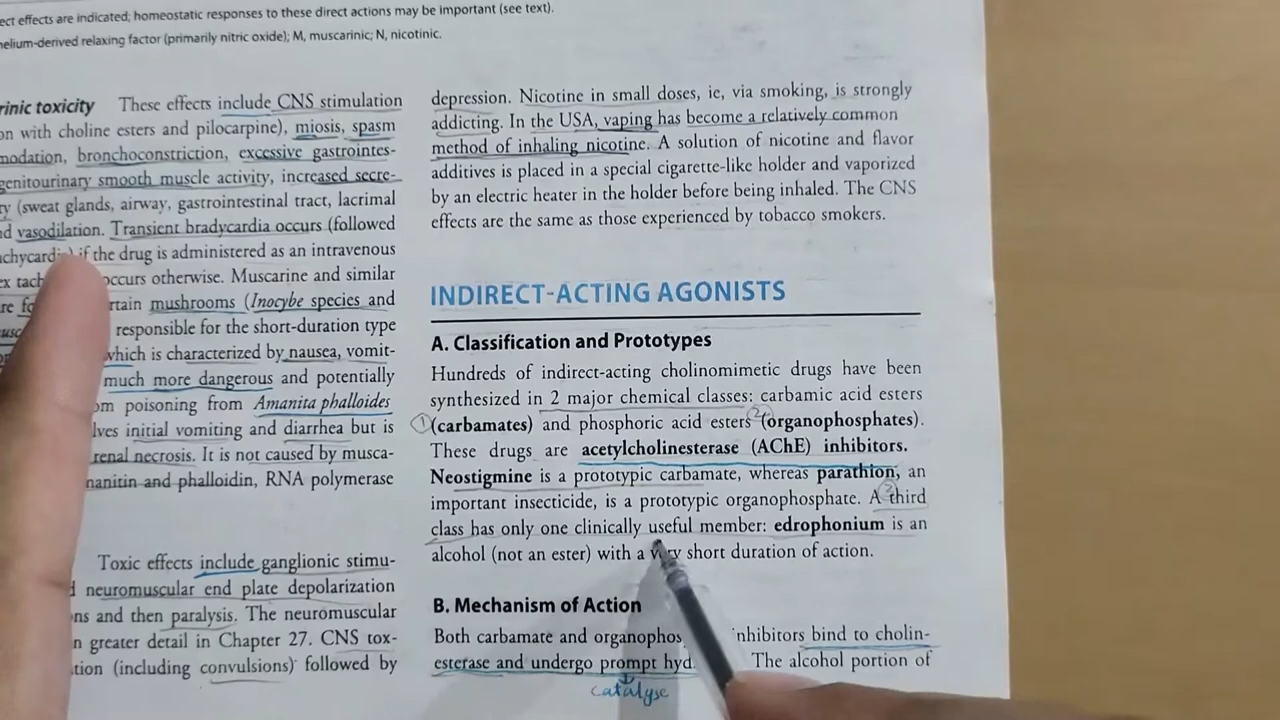 ect effects are indicated; homeostatic responses to these direct actions may be important (see text).
helium-derived relaxing factor (primarily nitric oxide); M, muscarinic; N, nicotinic.
rinic toxicity These effects include CNS stimulation
on with choline esters and pilocarpine), miosis, spasm
modation, bronchoconstriction, excessive gastrointes-
genitourinary smooth muscle activity, increased secre-
ry (sweat glands, airway, gastrointestinal tract, lacrimal
nd vasodilation. Transient bradycardia occurs (followed
if the drug is administered as an intravenous
ex occurs otherwise. Muscarine and similar
mushrooms (Inocybe species and
responsible for the short-duration type
which is characterized by nausea, vomit-
much more dangerous and potentially
om poisoning from Amanita phalloides
lves initial vomiting and diarrhea but is
renal necrosis. It is not caused by musca-
manitin and phalloidin, RNA polymerase
Toxic effects include ganglionic stimu-
d neuromuscular end plate depolarization
ns and then paralysis. The neuromuscular
n greater detail in Chapter 27. CNS tox-
tion (including convulsions) followed by
depression. Nicotine in small doses, ie, via smoking, is strongly
addicting. In the USA, vaping has become a relatively common
method of inhaling nicotine. A solution of nicotine and flavor
additives is placed in a special cigarette-like holder and vaporized
by an electric heater in the holder before being inhaled. The CNS
effects are the same as those experienced by tobacco smokers.
INDIRECT-ACTING AGONISTS
A. Classification and Prototypes
Hundreds of indirect-acting cholinomimetic drugs have been
synthesized in 2 major chemical classes: carbamic acid esters
① (carbamates) and phosphoric acid esters ② (organophosphates).
These drugs are acetylcholinesterase (AChE) inhibitors.
Neostigmine is a prototypic carbamate, whereas parathion, an
important insecticide, is a prototypic organophosphate. A ③ third
class has only one clinically useful member: edrophonium is an
alcohol (not an ester) with a very short duration of action.
B. Mechanism of Action
Both carbamate and organophos nhibitors bind to cholin-
esterase and undergo prompt hyd The alcohol portion of
catalyse